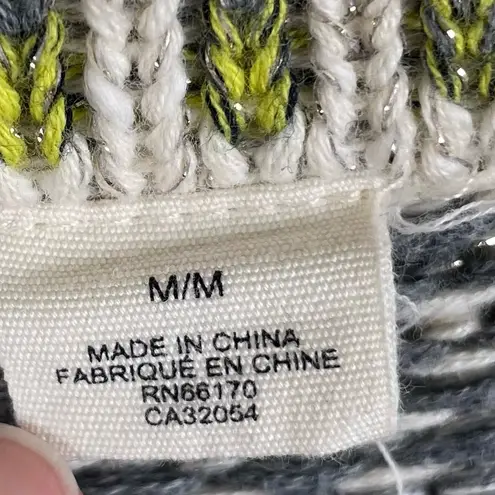 M/M
MADE IN CHINA
FABRIQUÉ EN CHINE
RN66170
CA32054